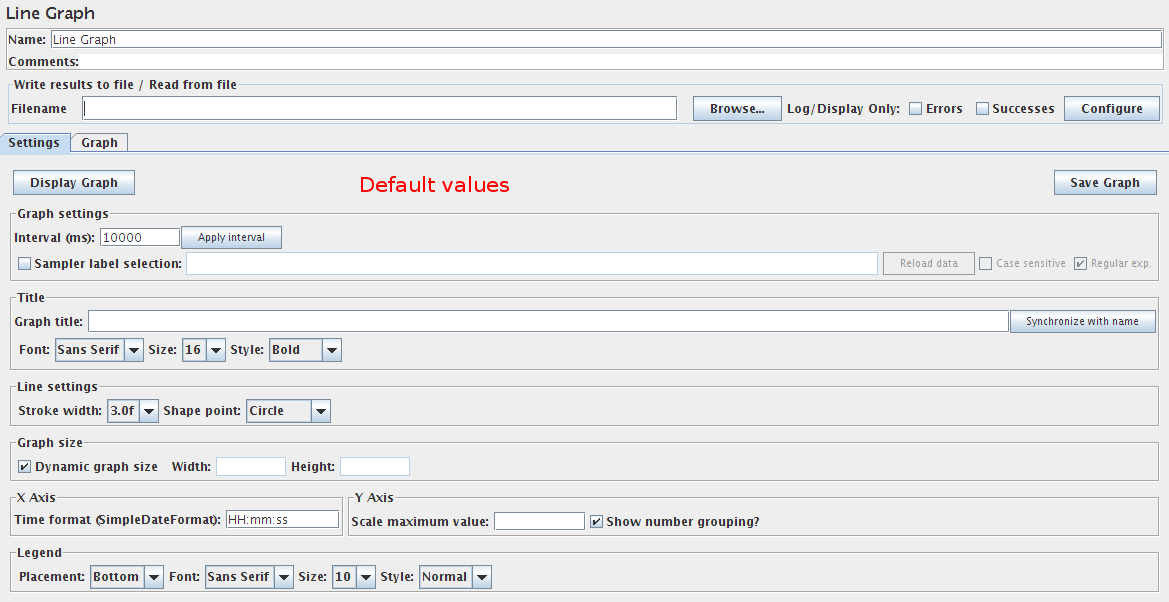 Line Graph
Name: Line Graph
Comments:
Write results to file / Read from file
Filename Browse... Log/Display Only: Errors Successes Configure
Settings Graph
Display Graph Default values Save Graph
Graph settings
Interval (ms): 10000 Apply interval
Sampler label selection: Reload data Case sensitive Regular exp.
Title
Graph title: Synchronize with name
Font: Sans Serif Size: 16 Style: Bold
Line settings
Stroke width: 3.0f Shape point: Circle
Graph size
Dynamic graph size Width: Height:
X Axis Y Axis
Time format (SimpleDateFormat): HH:mm:ss Scale maximum value: Show number grouping?
Legend
Placement: Bottom Font: Sans Serif Size: 10 Style: Normal